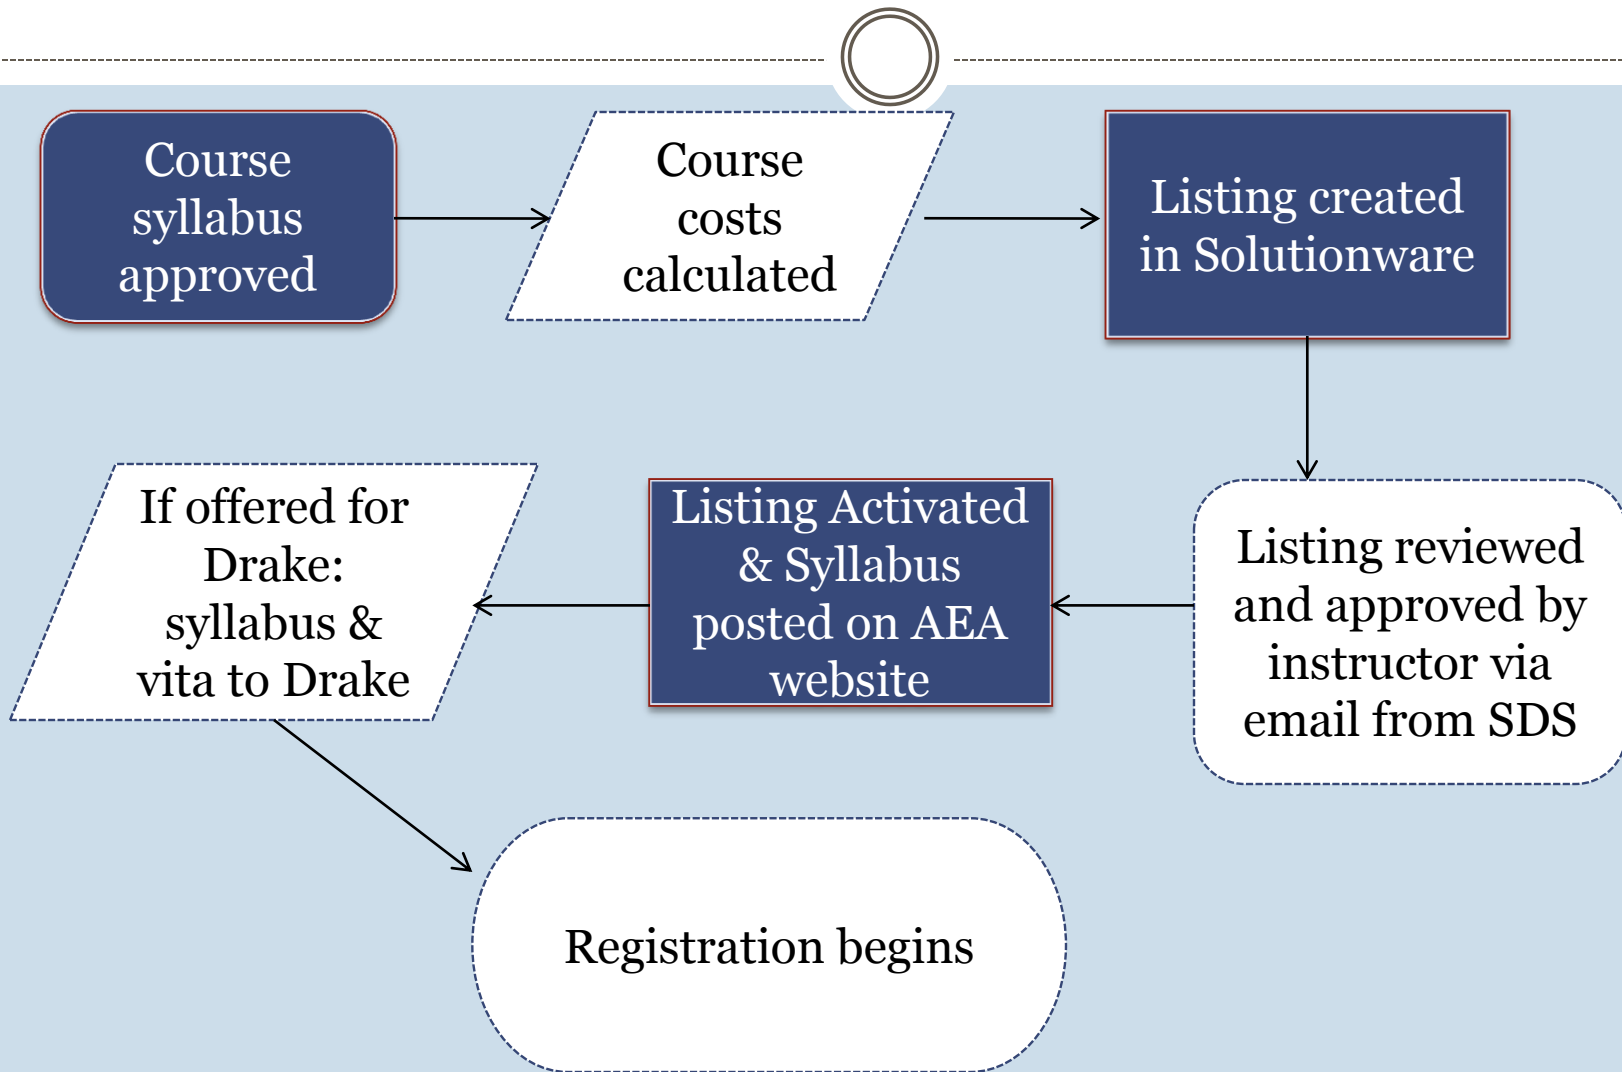 Course
syllabus
approved
Course
costs
calculated
Listing created
in Solutionware
Listing reviewed
and approved by
instructor via
email from SDS
Listing Activated
& Syllabus
posted on AEA
website
If offered for
Drake:
syllabus &
vita to Drake
Registration begins